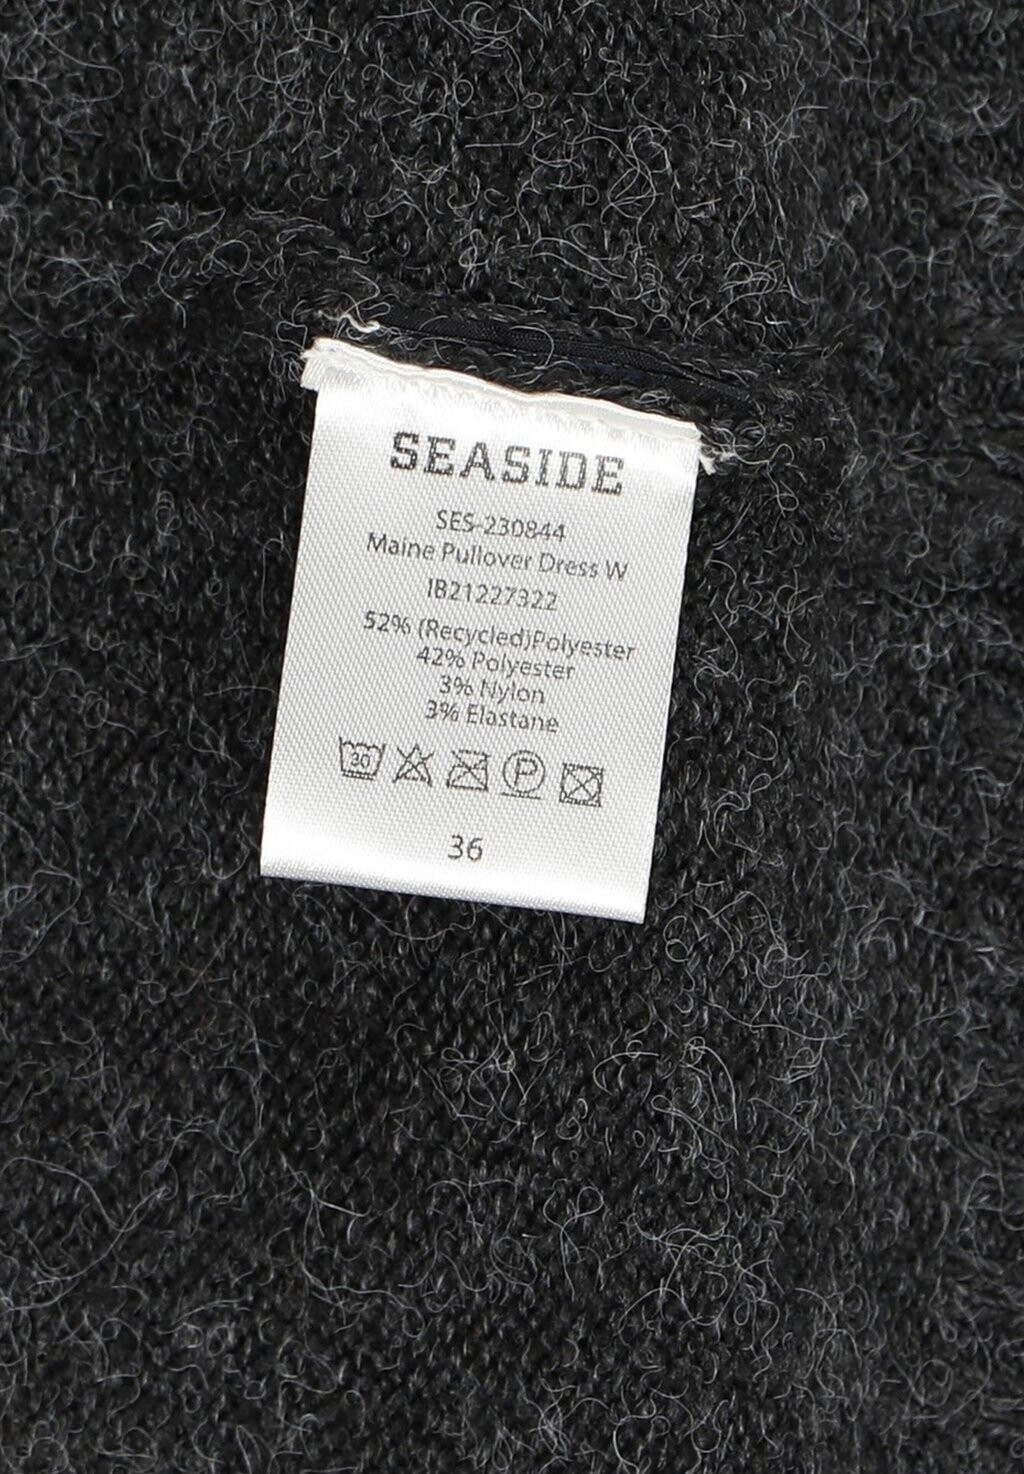 SEASIDE
SES-230844
Maine Pullover Dress W
IB21227322
52% (Recycled)Polyester
42% Polyester
3% Nylon
3% Elastane
30 P
36